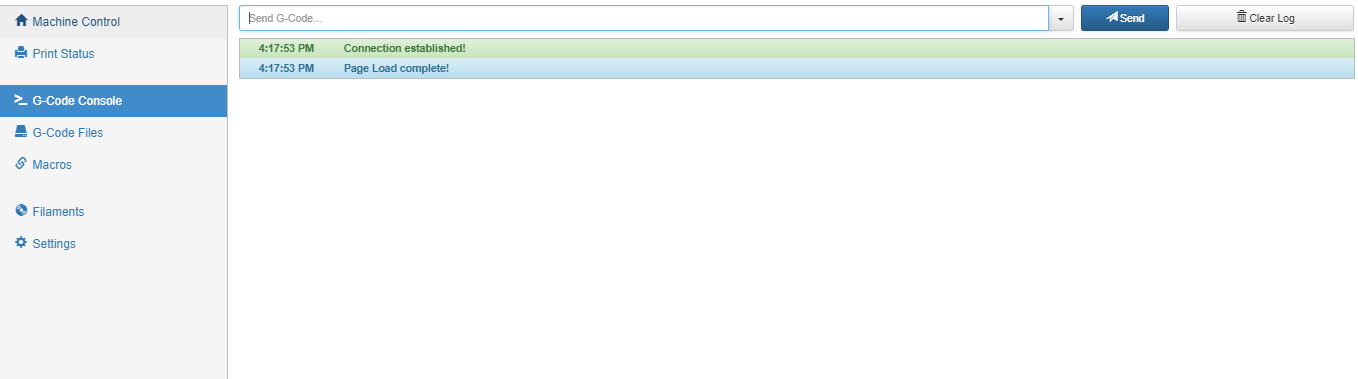 Machine Control
Print Status
G-Code Console
G-Code Files
Macros
Filaments
Settings
Send G-Code...
Send
Clear Log
4:17:53 PM Connection established!
4:17:53 PM Page Load complete!